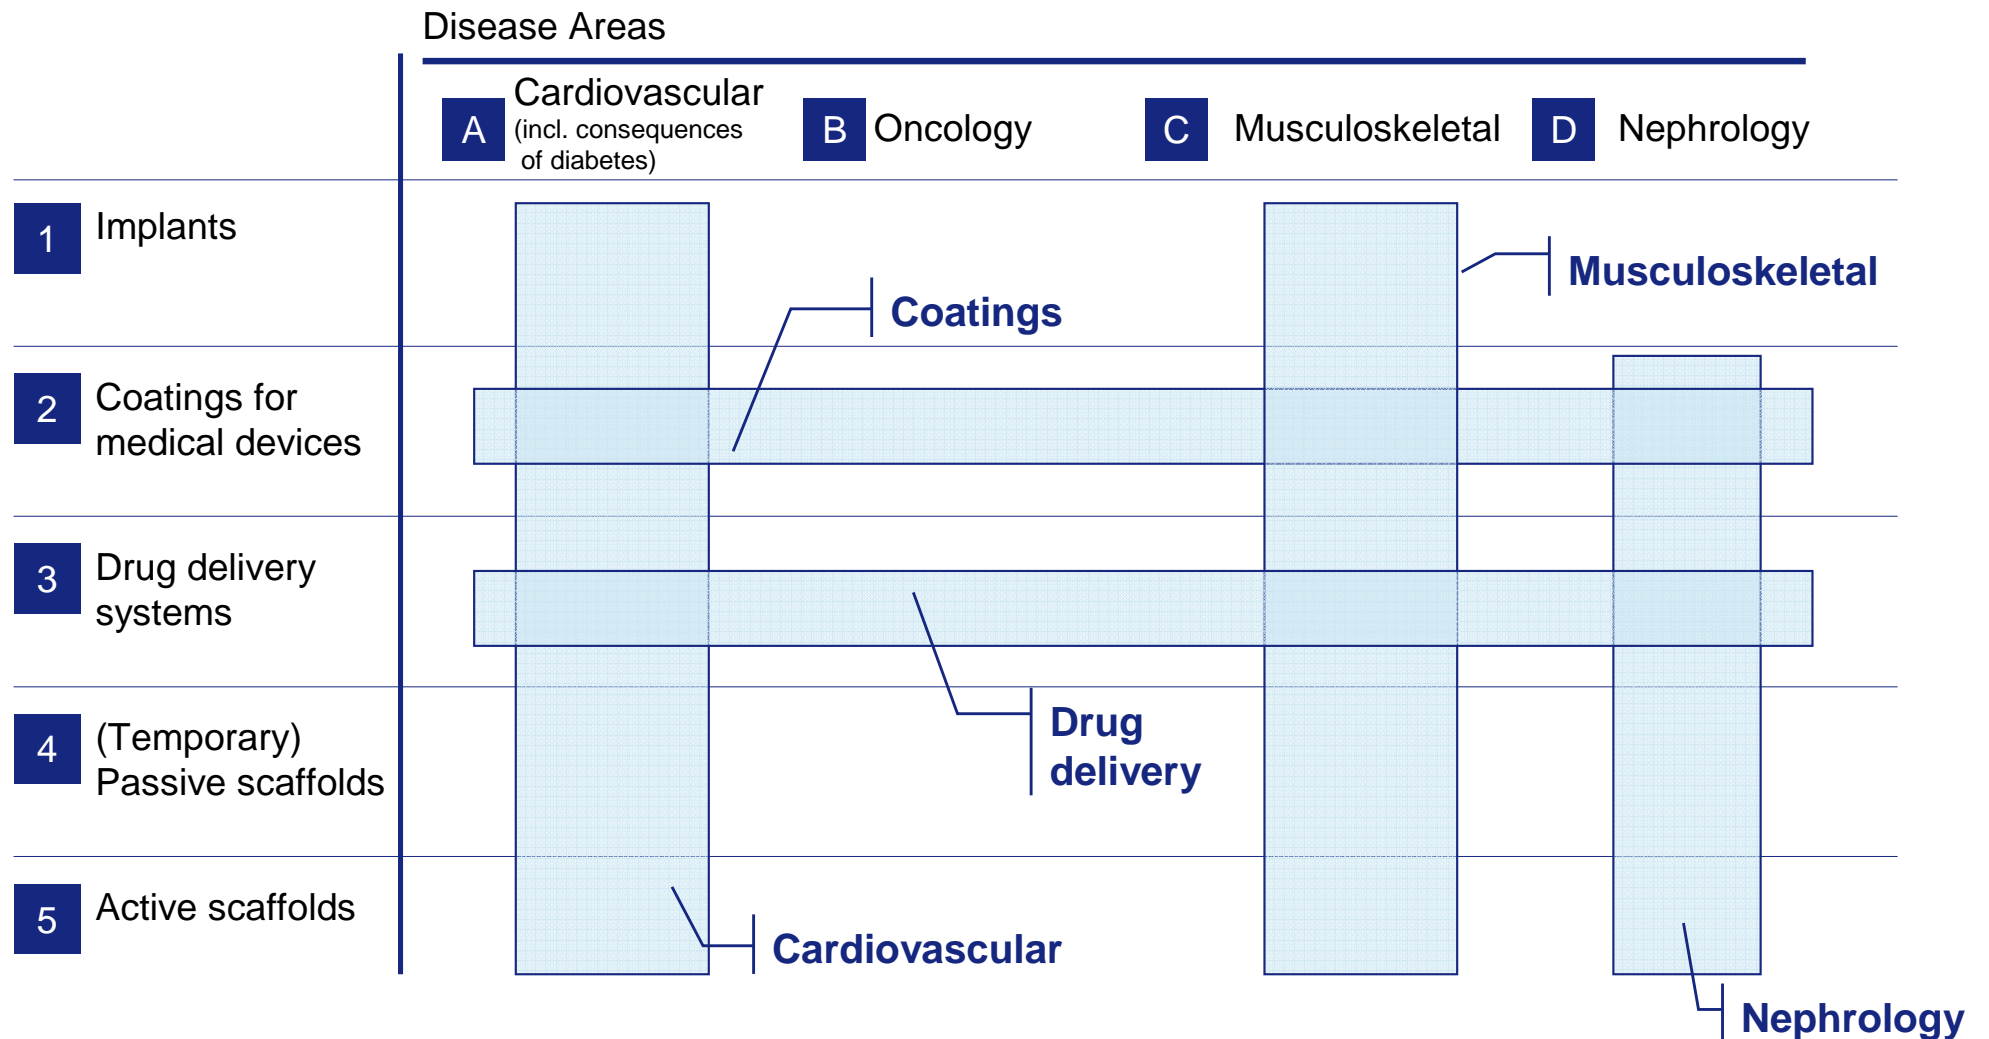 Disease Areas
A
Cardiovascular
(incl. consequences
of diabetes)
B
Oncology
C
Musculoskeletal
D
Nephrology
1
Implants
Musculoskeletal
Coatings
2
Coatings for
medical devices
3
Drug delivery
systems
Drug
delivery
4
(Temporary)
Passive scaffolds
5
Active scaffolds
Cardiovascular
Nephrology